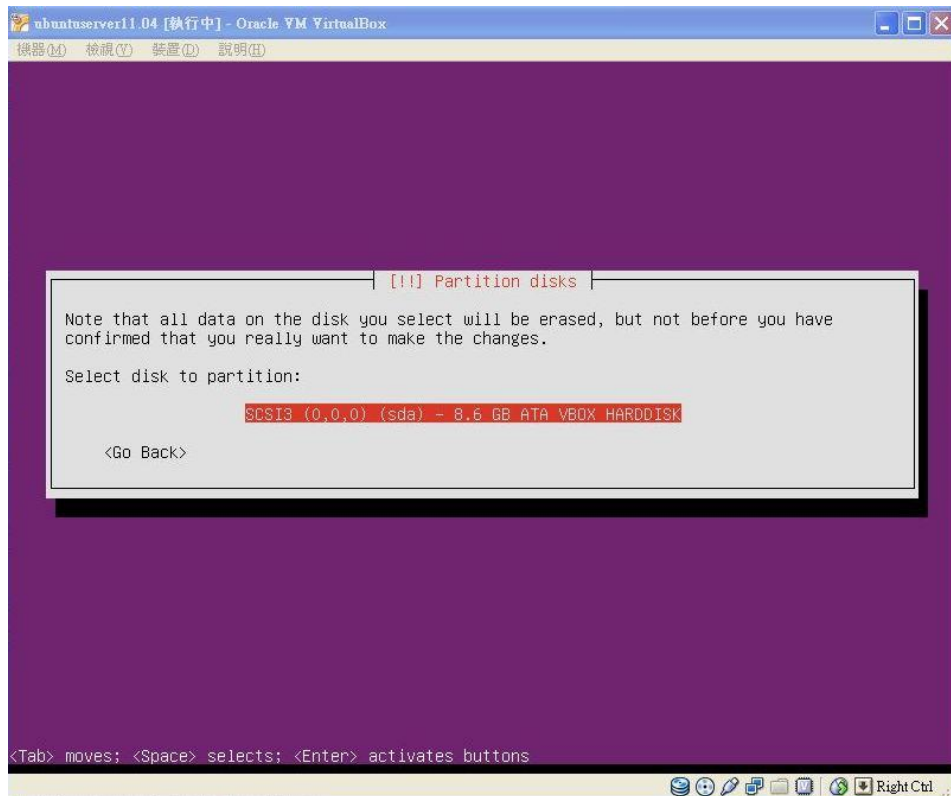 ubuntuserver11.04 [執行中] - Oracle VM VirtualBox
機器(M) 檢視(V) 裝置(D) 說明(H)
[!!] Partition disks
Note that all data on the disk you select will be erased, but not before you have
confirmed that you really want to make the changes.
Select disk to partition:
SCSI3 (0,0,0) (sda) - 8.6 GB ATA VBOX HARDDISK
<Go Back>
<Tab> moves; <Space> selects; <Enter> activates buttons
Right Ctrl